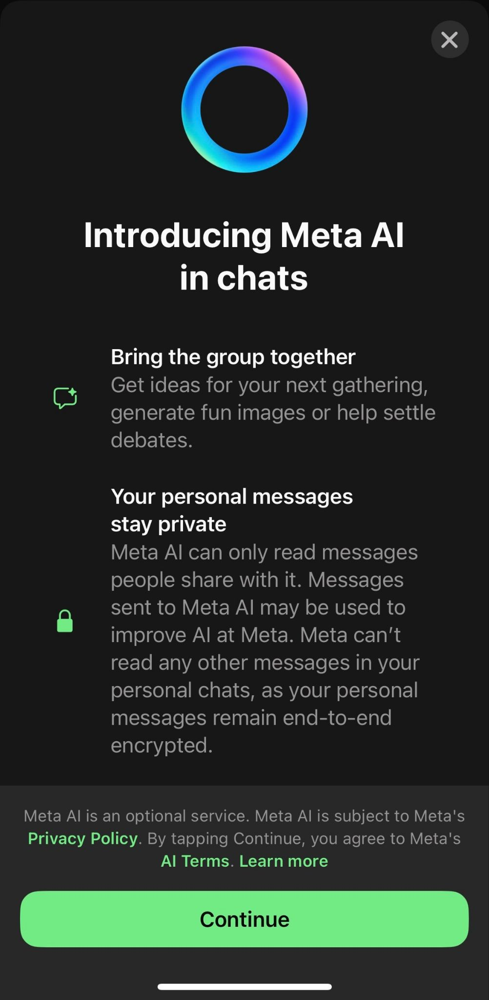 Introducing Meta AI
in chats
Bring the group together
Get ideas for your next gathering,
generate fun images or help settle
debates.
Your personal messages
stay private
Meta AI can only read messages
people share with it. Messages
sent to Meta AI may be used to
improve AI at Meta. Meta can’t
read any other messages in your
personal chats, as your personal
messages remain end-to-end
encrypted.
Meta AI is an optional service. Meta AI is subject to Meta's
Privacy Policy. By tapping Continue, you agree to Meta's
AI Terms. Learn more
Continue